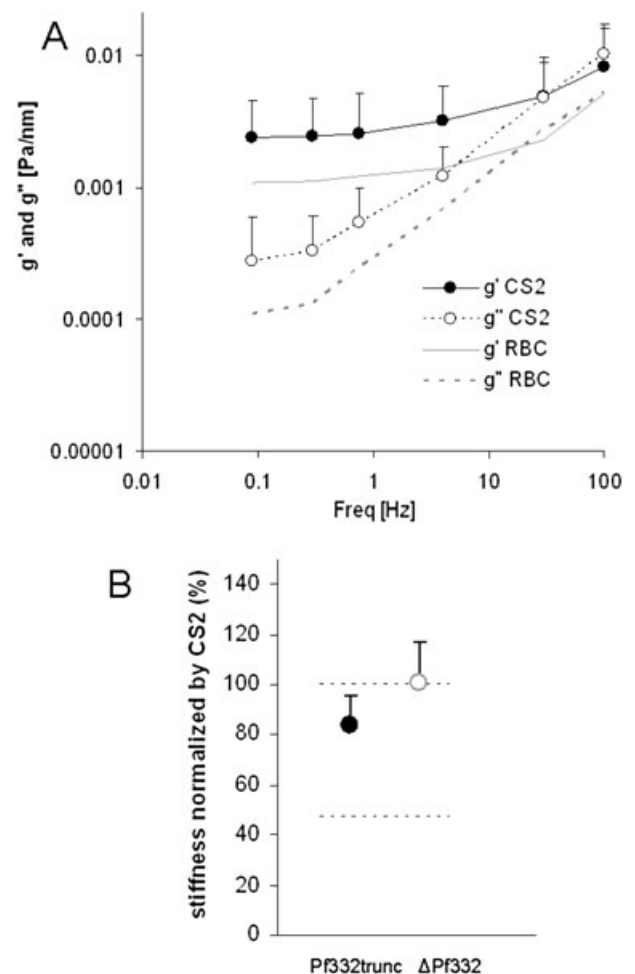 A
g' and g" [Pa/nm]
0.01
0.001
0.0001
0.00001
g' CS2
g" CS2
g' RBC
g" RBC
0.01 0.1 1 10 100
Freq [Hz]
B
stiffness normalized by CS2 (%)
140
120
100
80
60
40
20
0
Pf332trunc ΔPf332